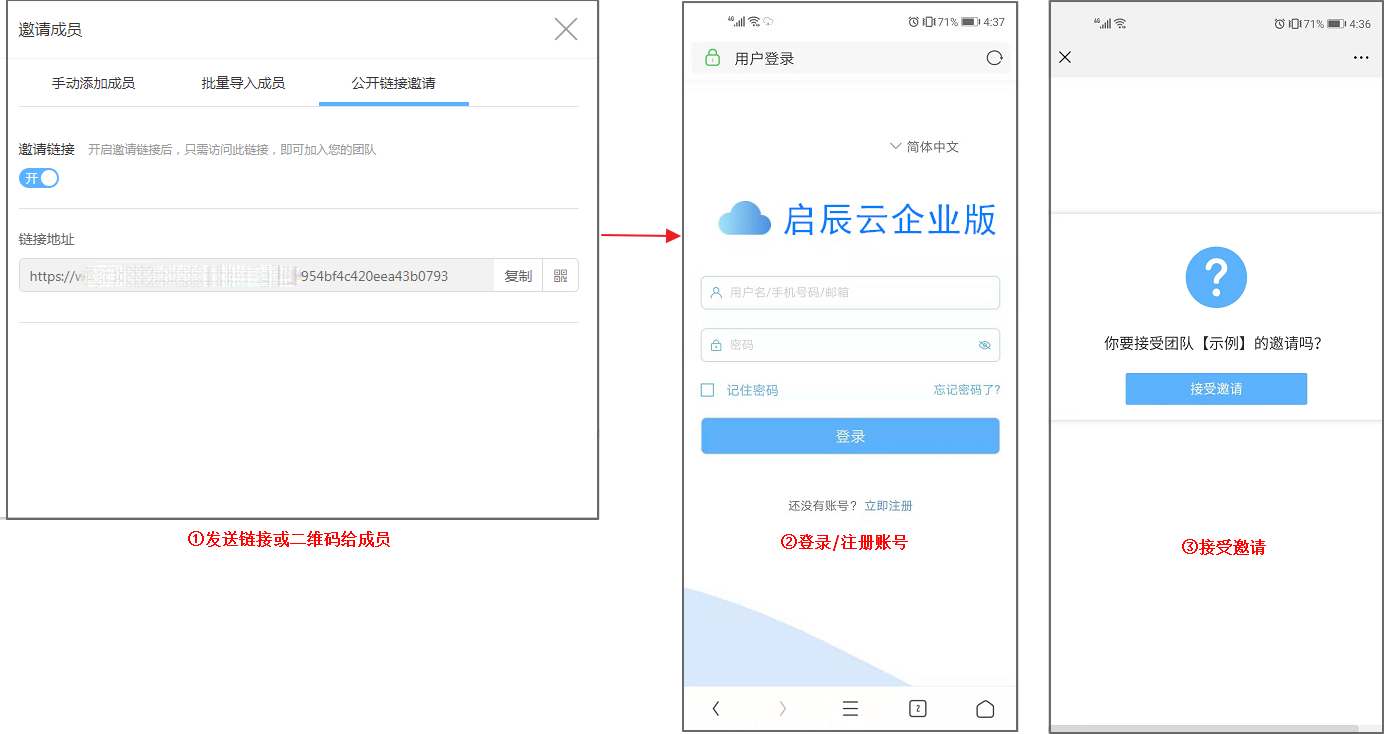 邀请成员
手动添加成员 批量导入成员 公开链接邀请
邀请链接 开启邀请链接后，只需访问此链接，即可加入您的团队
开
链接地址
https://v 954bf4c420eea43b0793 复制
①发送链接或二维码给成员
4G 71% 4:37
用户登录
简体中文
启辰云企业版
用户名/手机号码/邮箱
密码
记住密码 忘记密码了?
登录
还没有账号？ 立即注册
②登录/注册账号
2
4G 71% 4:36
你要接受团队【示例】的邀请吗?
接受邀请
③接受邀请